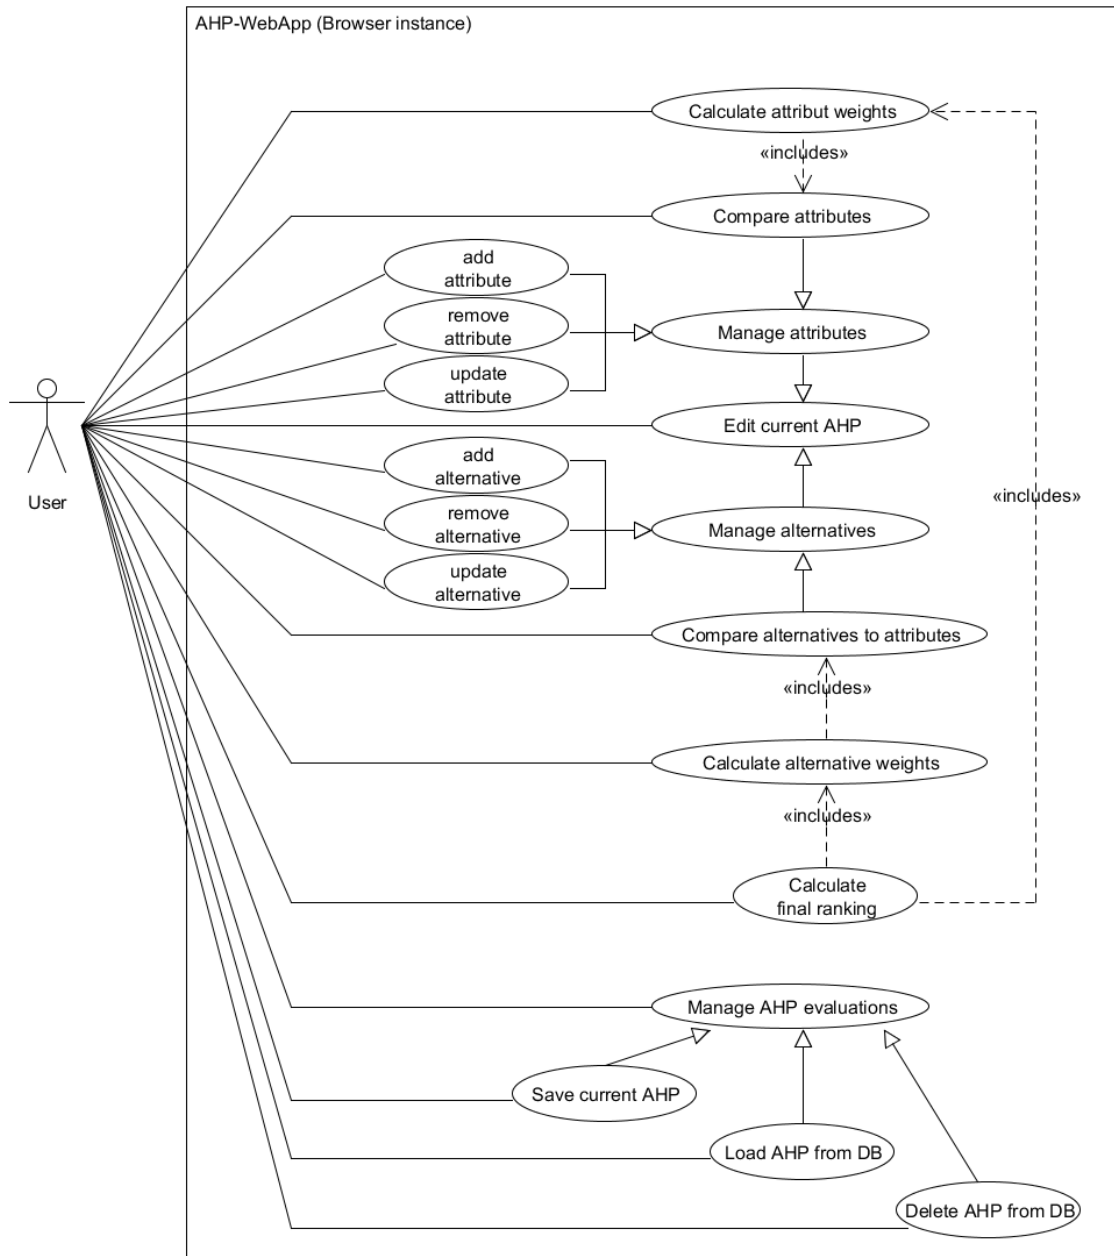 AHP-WebApp (Browser instance)
Calculate attribut weights
«includes»
Compare attributes
add
attribute
remove
attribute
Manage attributes
update
attribute
Edit current AHP
User
add
alternative
«includes»
remove
alternative
Manage alternatives
update
alternative
Compare alternatives to attributes
«includes»
Calculate alternative weights
«includes»
Calculate
final ranking
Manage AHP evaluations
Save current AHP
Load AHP from DB
Delete AHP from DB